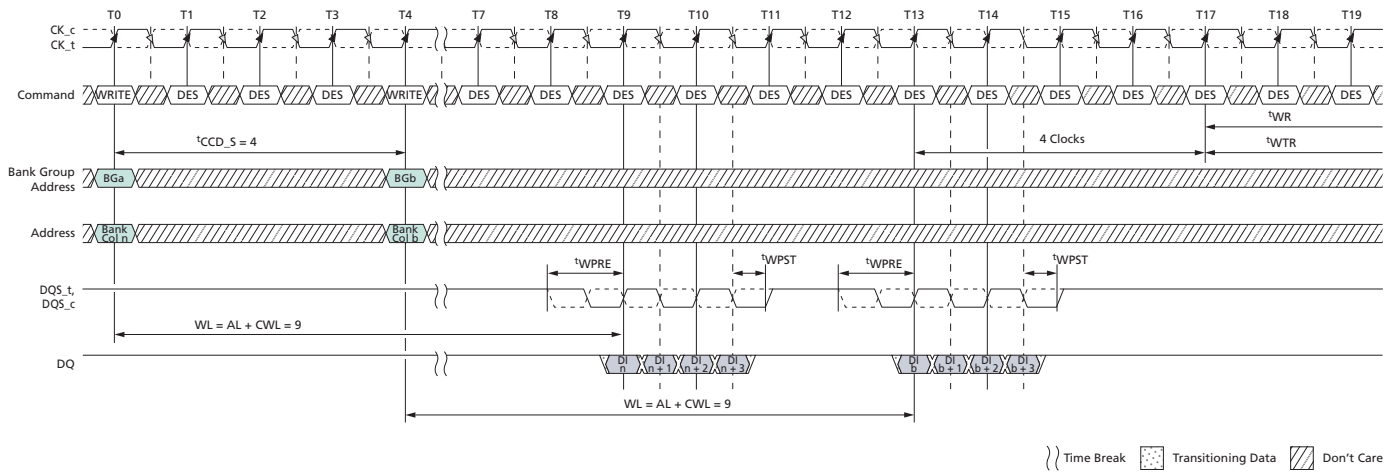 T0 T1 T2 T3 T4 T7 T8 T9 T10 T11 T12 T13 T14 T15 T16 T17 T18 T19
CK_c
CK_t
Command WRITE DES DES DES WRITE DES DES DES DES DES DES DES DES DES DES DES DES DES
tWR
tCCD_S = 4 4 Clocks tWTR
Bank Group
Address BGa BGb
Address Bank
Col n Bank
Col b
tWPRE tWPST tWPRE tWPST
DQS_t,
DQS_c
WL = AL + CWL = 9
DQ DI
n DI
n + 1 DI
n + 2 DI
n + 3 DI
b DI
b + 1 DI
b + 2 DI
b + 3
WL = AL + CWL = 9
Time Break Transitioning Data Don't Care